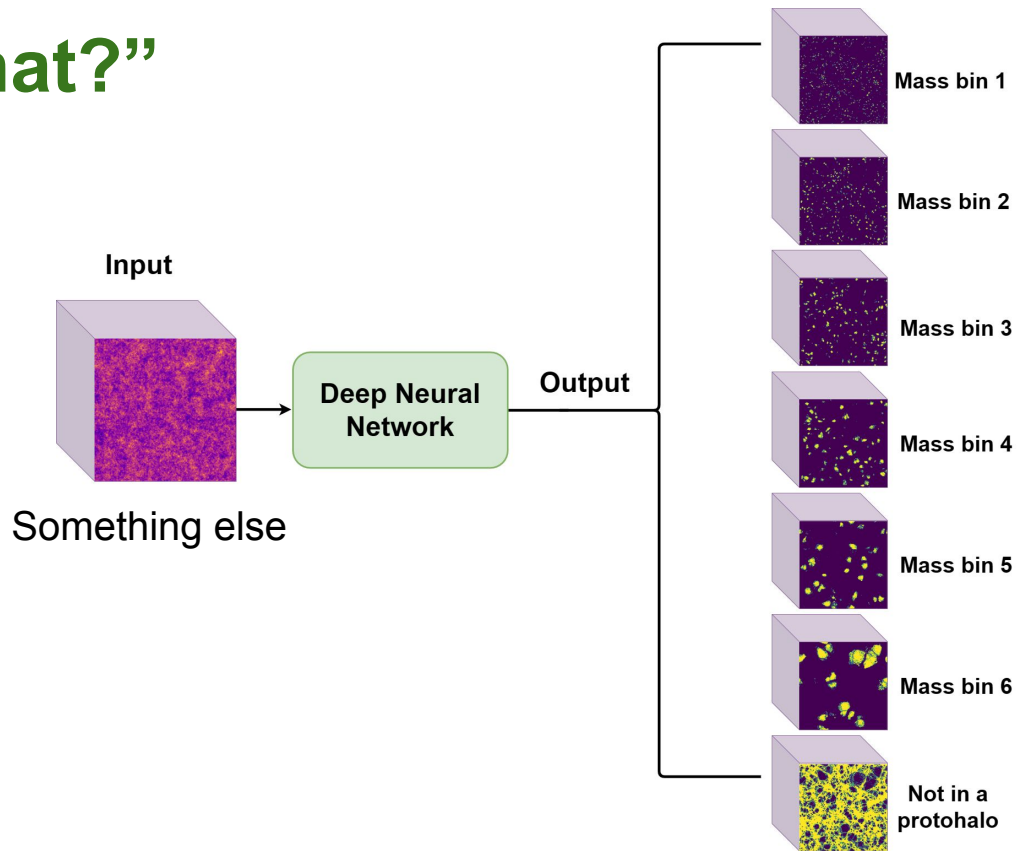 hat?”
Input
Something else
Deep Neural
Network
Output
Mass bin 1
Mass bin 2
Mass bin 3
Mass bin 4
Mass bin 5
Mass bin 6
Not in a
protohalo